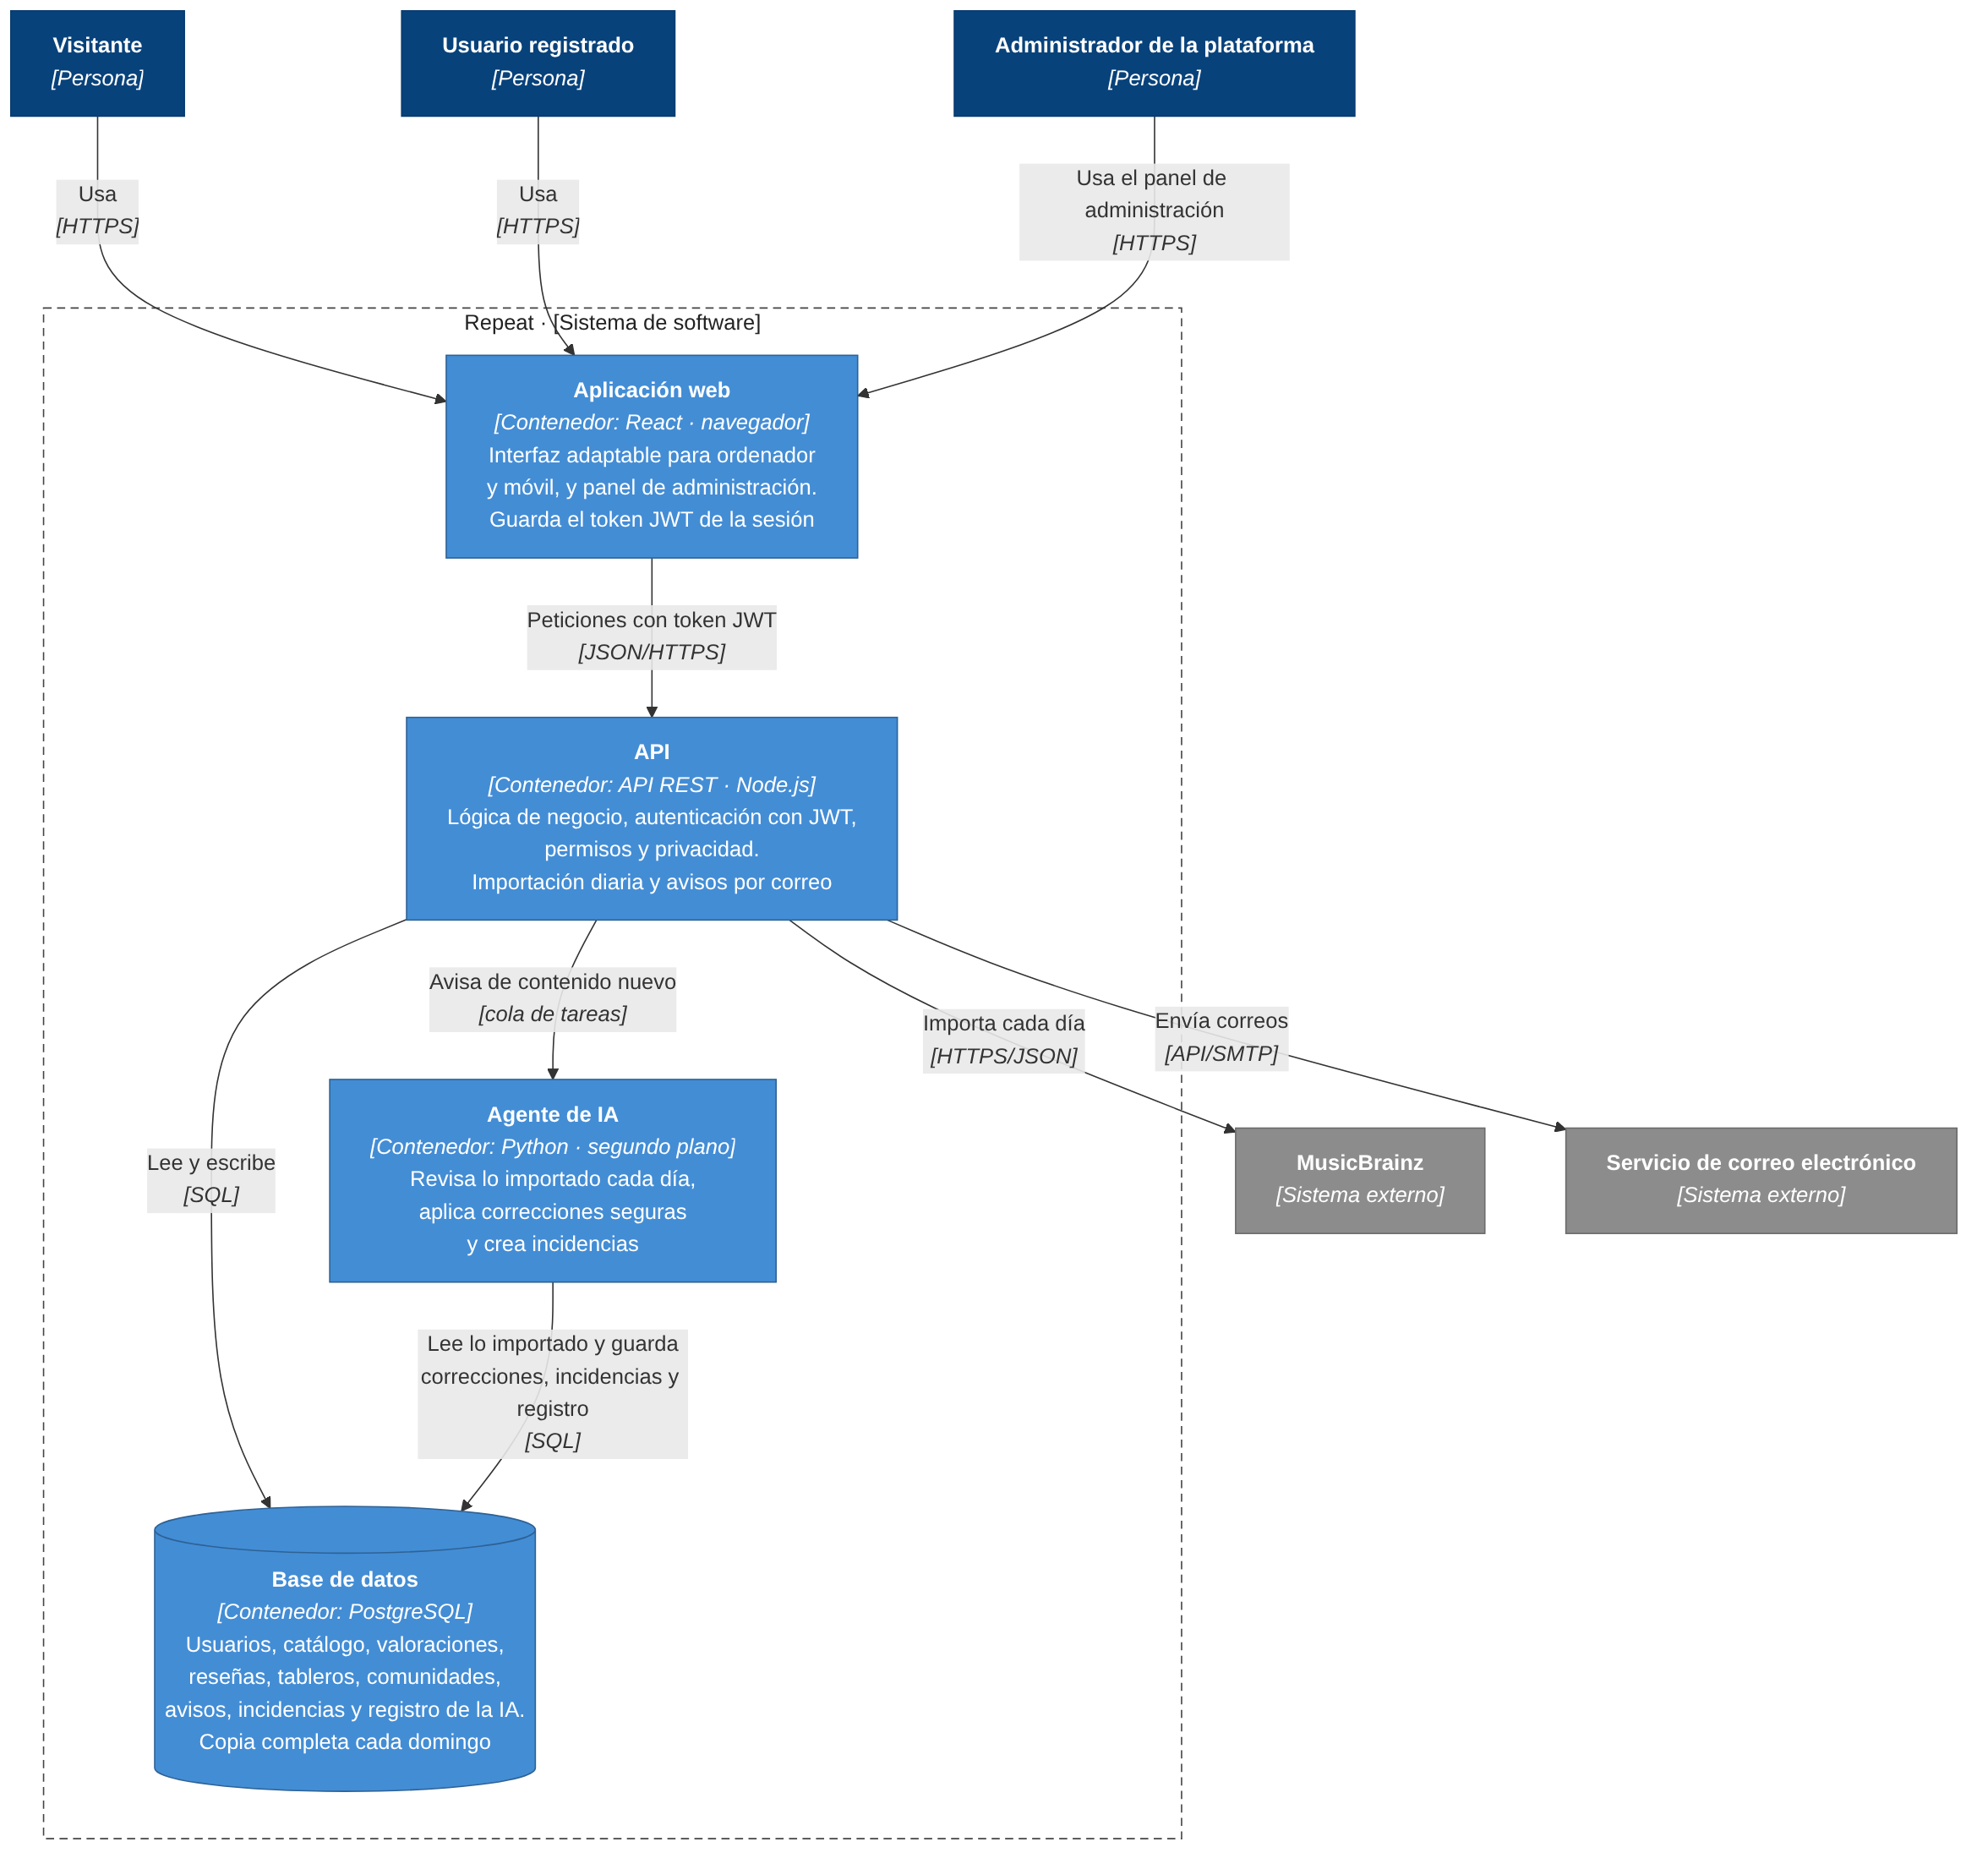 Visitante
[Persona]
Usuario registrado
[Persona]
Administrador de la plataforma
[Persona]
Usa
[HTTPS]
Usa
[HTTPS]
Usa el panel de
administración
[HTTPS]
Repeat · [Sistema de software]
Aplicación web
[Contenedor: React · navegador]
Interfaz adaptable para ordenador
y móvil, y panel de administración.
Guarda el token JWT de la sesión
Peticiones con token JWT
[JSON/HTTPS]
API
[Contenedor: API REST · Node.js]
Lógica de negocio, autenticación con JWT,
permisos y privacidad.
Importación diaria y avisos por correo
Avisa de contenido nuevo
[cola de tareas]
Importa cada día
[HTTPS/JSON]
Envía correos
[API/SMTP]
Lee y escribe
[SQL]
Agente de IA
[Contenedor: Python · segundo plano]
Revisa lo importado cada día,
aplica correcciones seguras
y crea incidencias
MusicBrainz
[Sistema externo]
Servicio de correo electrónico
[Sistema externo]
Lee lo importado y guarda
correcciones, incidencias y
registro
[SQL]
Base de datos
[Contenedor: PostgreSQL]
Usuarios, catálogo, valoraciones,
reseñas, tableros, comunidades,
avisos, incidencias y registro de la IA.
Copia completa cada domingo